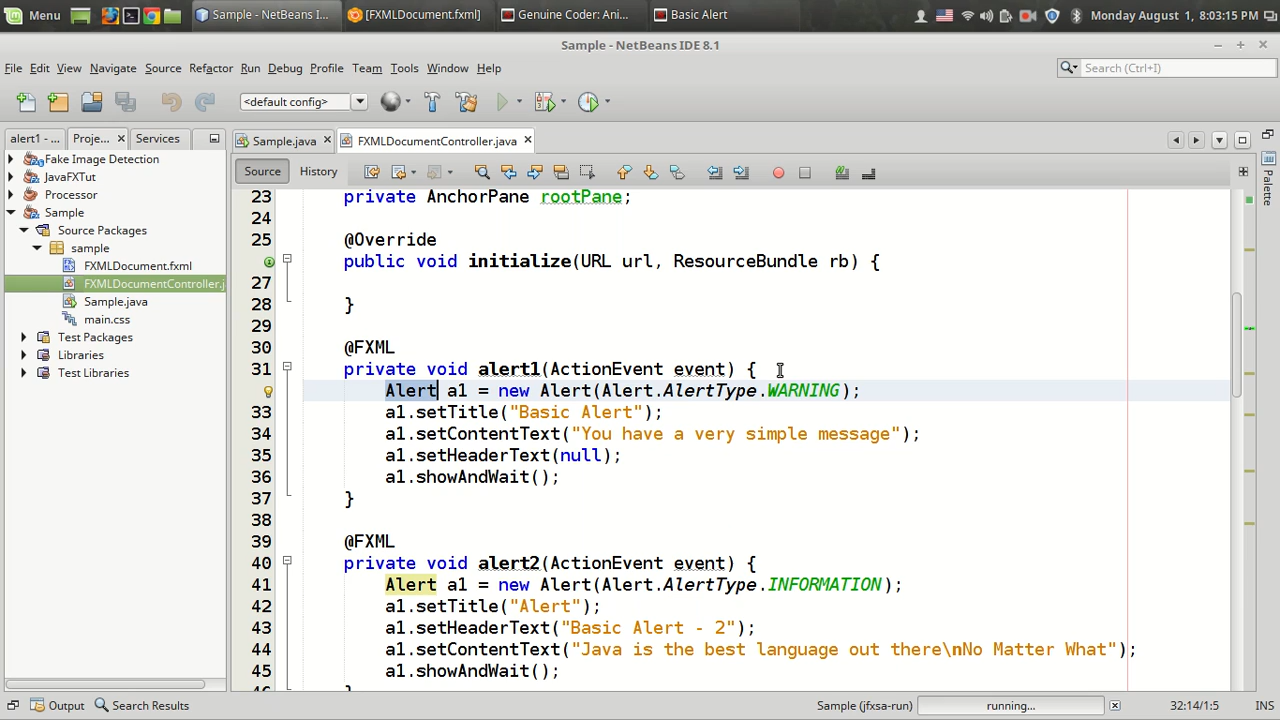 Menu Sample - NetBeans I... [FXMLDocument.fxml] Genuine Coder: Ani... Basic Alert Monday August 1, 8:03:15 PM
Sample - NetBeans IDE 8.1
File Edit View Navigate Source Refactor Run Debug Profile Team Tools Window Help Search (Ctrl+I)
<default config>
alert1 - ... Proje... Services Sample.java FXMLDocumentController.java
Fake Image Detection
JavaFXTut
Processor
Sample
Source Packages
sample
FXMLDocument.fxml
FXMLDocumentController.j
Sample.java
main.css
Test Packages
Libraries
Test Libraries
Source History
23 private AnchorPane rootPane;
24
25 @Override
public void initialize(URL url, ResourceBundle rb) {
27
28 }
29
30 @FXML
31 private void alert1(ActionEvent event) {
Alert a1 = new Alert(Alert.AlertType.WARNING);
33 a1.setTitle("Basic Alert");
34 a1.setContentText("You have a very simple message");
35 a1.setHeaderText(null);
36 a1.showAndWait();
37 }
38
39 @FXML
40 private void alert2(ActionEvent event) {
41 Alert a1 = new Alert(Alert.AlertType.INFORMATION);
42 a1.setTitle("Alert");
43 a1.setHeaderText("Basic Alert - 2");
44 a1.setContentText("Java is the best language out there\nNo Matter What");
45 a1.showAndWait();
Palette
Output Search Results Sample (jfxsa-run) running... 32:14/1:5 INS